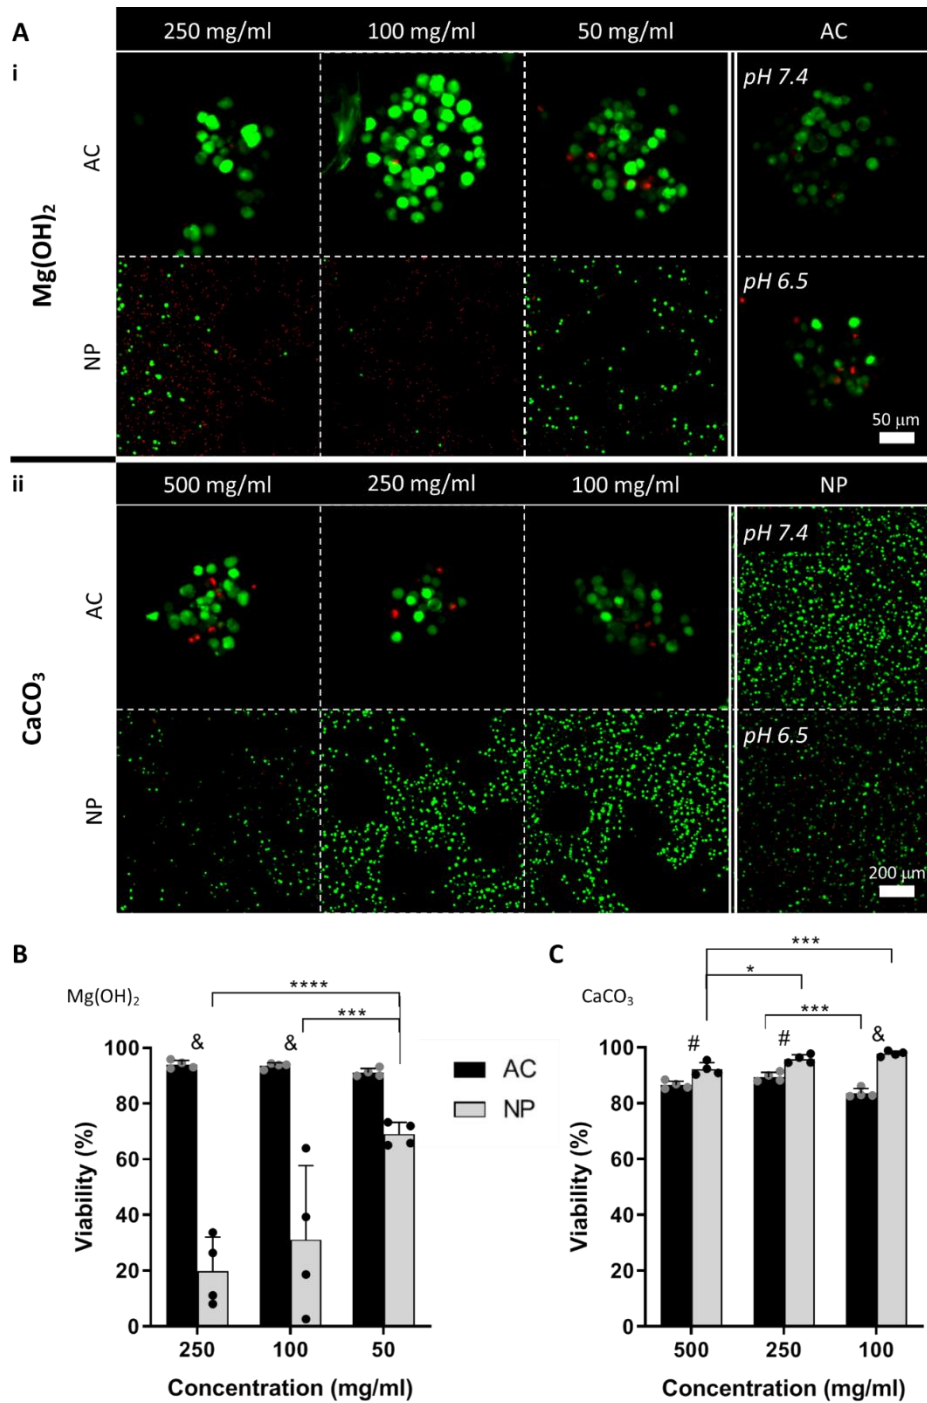 A
250 mg/ml 100 mg/ml 50 mg/ml AC
i
AC
Mg(OH)₂
NP
pH 7.4
pH 6.5
50 μm
ii
500 mg/ml 250 mg/ml 100 mg/ml NP
AC
CaCO₃
NP
pH 7.4
pH 6.5
200 μm
B
Mg(OH)₂
****
***
& &
100
80
60
40
20
0
Viability (%)
250 100 50
Concentration (mg/ml)
AC
NP
C
CaCO₃
***
*
***
# # &
100
80
60
40
20
0
Viability (%)
500 250 100
Concentration (mg/ml)